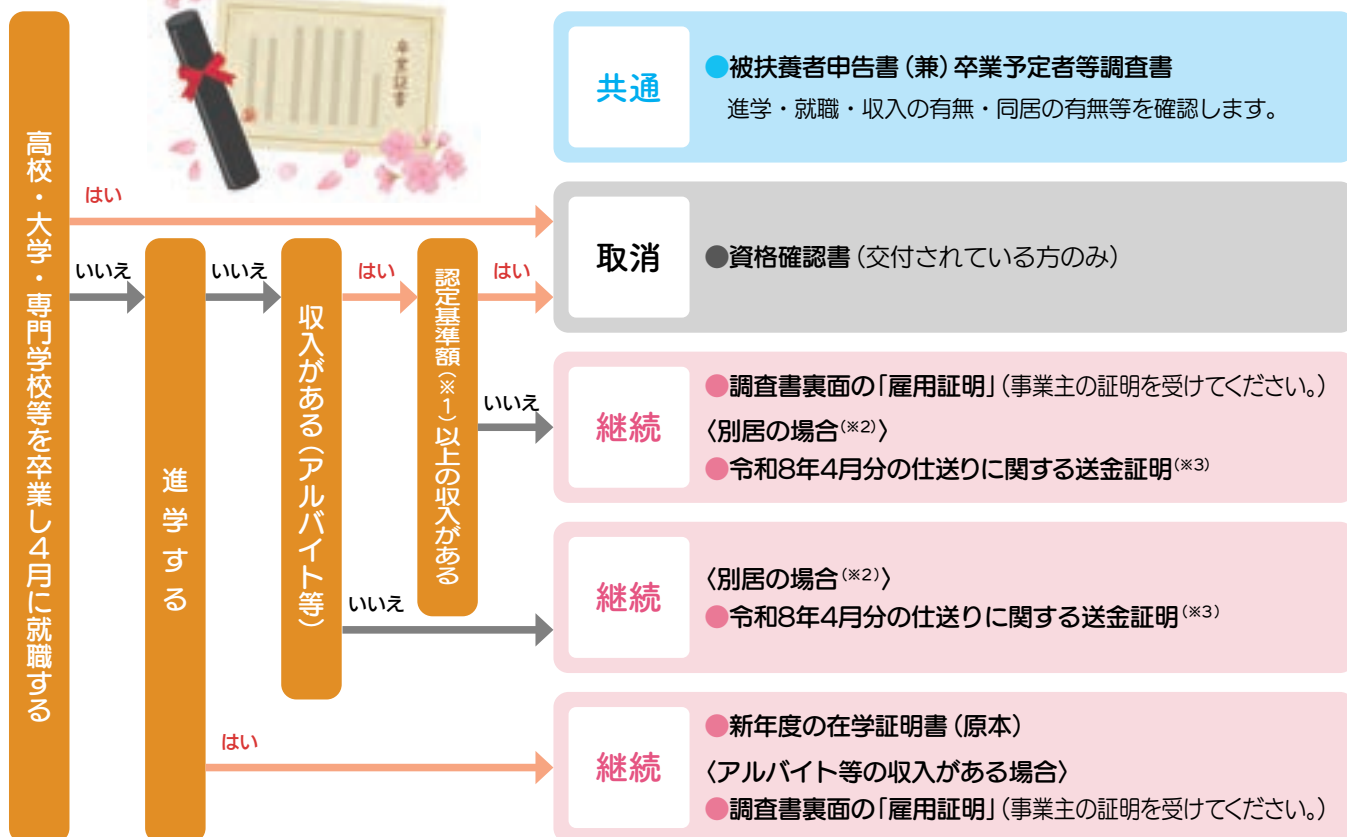 卒業証書
高校・大学・専門学校等を卒業し4月に就職する
はい
いいえ
進学する
いいえ
はい
収入がある（アルバイト等）
はい
いいえ
認定基準額（※1）以上の収入がある
はい
いいえ
共通
●被扶養者申告書（兼）卒業予定者等調査書
進学・就職・収入の有無・同居の有無等を確認します。
取消
●資格確認書（交付されている方のみ）
継続
●調査書裏面の「雇用証明」（事業主の証明を受けてください。）
〈別居の場合（※2）〉
●令和8年4月分の仕送りに関する送金証明（※3）
継続
〈別居の場合（※2）〉
●令和8年4月分の仕送りに関する送金証明（※3）
継続
●新年度の在学証明書（原本）
〈アルバイト等の収入がある場合〉
●調査書裏面の「雇用証明」（事業主の証明を受けてください。）